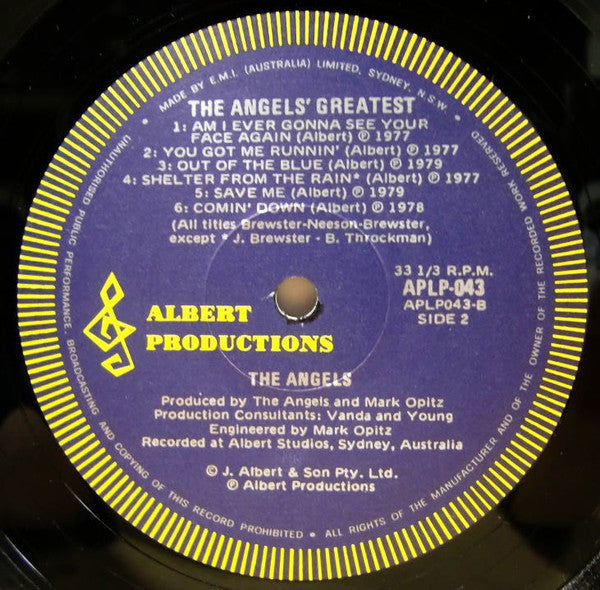 • MADE BY E.M.I. (AUSTRALIA) LIMITED, SYDNEY, N.S.W •
THE ANGELS' GREATEST
1: AM I EVER GONNA SEE YOUR
FACE AGAIN (Albert) ℗ 1977
2: YOU GOT ME RUNNIN' (Albert) ℗ 1977
3: OUT OF THE BLUE (Albert) ℗ 1979
4: SHELTER FROM THE RAIN* (Albert) ℗ 1977
5: SAVE ME (Albert) ℗ 1979
6: COMIN' DOWN (Albert) ℗ 1978
(All titles Brewster-Neeson-Brewster,
except * J. Brewster - B. Throckman)
33 1/3 R.P.M.
APLP-043
APLP043-B
SIDE 2
ALBERT
PRODUCTIONS
THE ANGELS
Produced by The Angels and Mark Opitz
Production Consultants: Vanda and Young
Engineered by Mark Opitz
Recorded at Albert Studios, Sydney, Australia
© J. Albert & Son Pty. Ltd.
℗ Albert Productions
UNAUTHORISED PUBLIC PERFORMANCE, BROADCASTING AND COPYING OF THIS RECORD PROHIBITED • ALL RIGHTS OF THE MANUFACTURER AND OF THE OWNER OF THE RECORDED WORK RESERVED